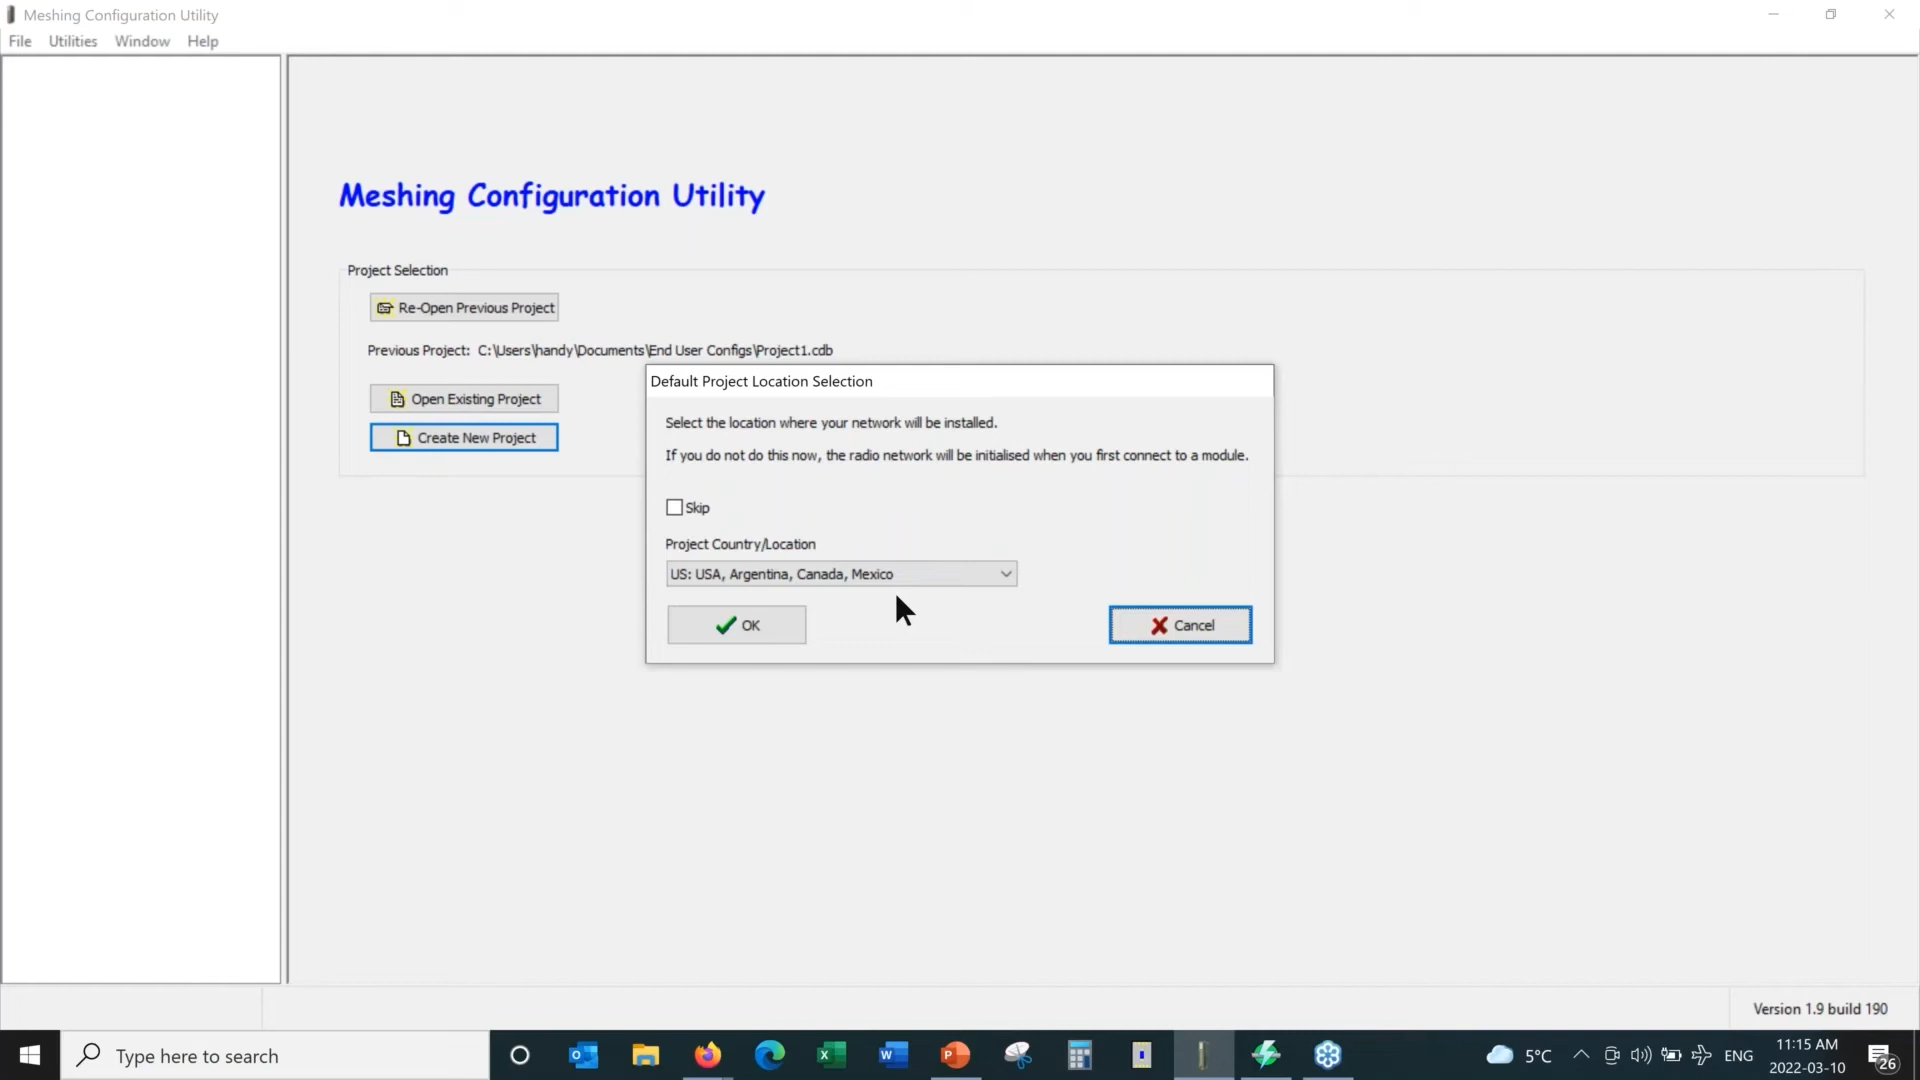 Meshing Configuration Utility
File Utilities Window Help
Meshing Configuration Utility
Project Selection
Re-Open Previous Project
Previous Project: C:\Users\handy\Documents\End User Configs\Project1.cdb
Open Existing Project
Create New Project
Default Project Location Selection
Select the location where your network will be installed.
If you do not do this now, the radio network will be initialised when you first connect to a module.
Skip
Project Country/Location
US: USA, Argentina, Canada, Mexico
OK
Cancel
Version 1.9 build 190
Type here to search
5°C
ENG
11:15 AM
2022-03-10
26